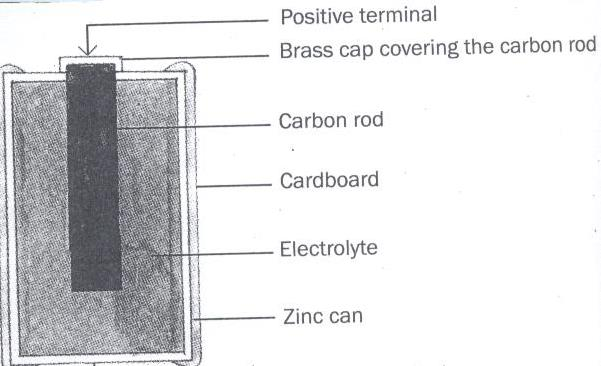 Positive terminal
Brass cap covering the carbon rod
Carbon rod
Cardboard
Electrolyte
Zinc can